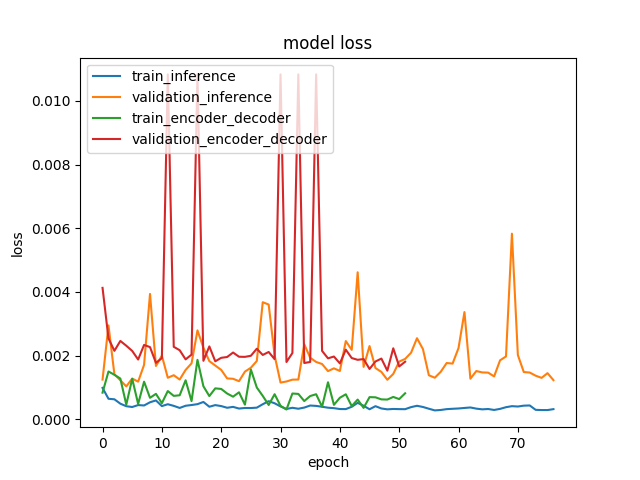 model loss
train_inference
validation_inference
train_encoder_decoder
validation_encoder_decoder
0.010
0.008
0.006
0.004
0.002
0.000
loss
0 10 20 30 40 50 60 70
epoch